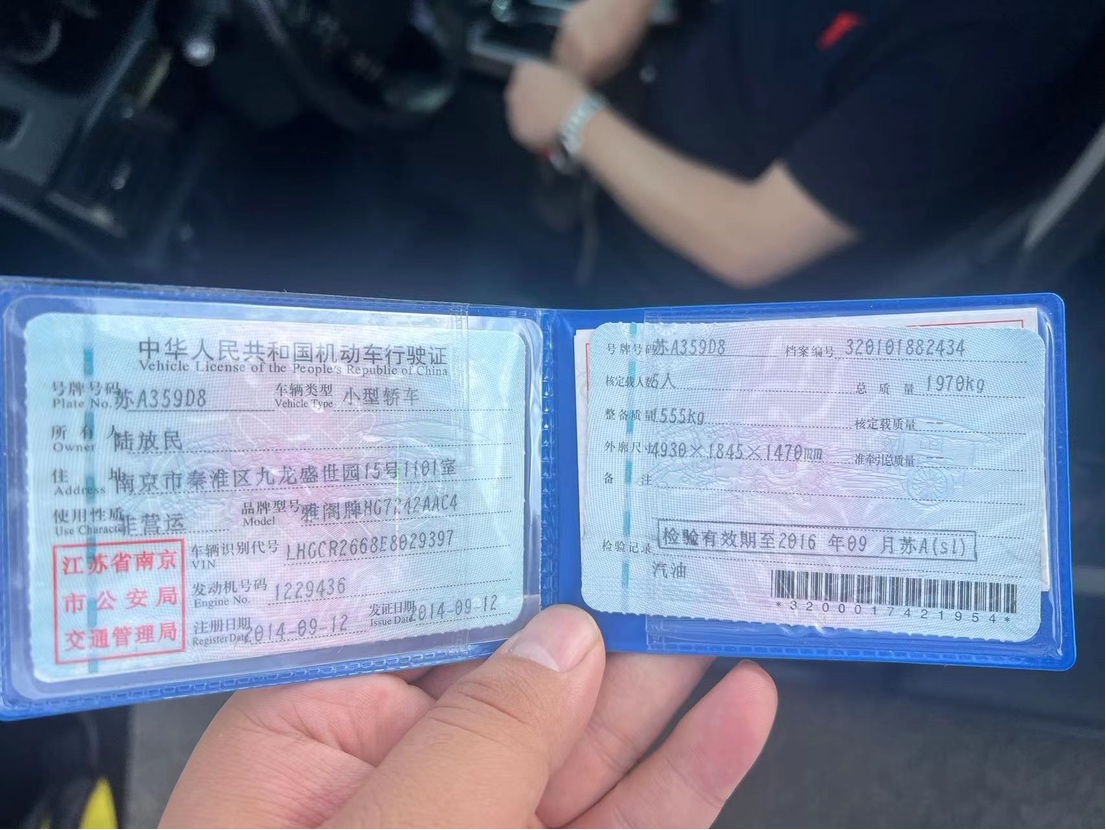 中华人民共和国机动车行驶证
Vehicle License of the People's Republic of China
号牌号码 苏A359D8 车辆类型 小型轿车
Plate No. Vehicle Type
所有人 陆放民
Owner
住址 南京市秦淮区九龙盛世园15号1101室
Address
使用性质 非营运 品牌型号 雅阁牌HG7242AAC4
Use Character Model
江苏省南京
市公安局
交通管理局
车辆识别代号 LHGCR2668E8029397
VIN
发动机号码 1229436
Engine No.
注册日期 2014-09-12 发证日期 2014-09-12
Register Date Issue Date
号牌号码 苏A359D8 档案编号 320101882434
核定载人数 5人 总质量 1970kg
整备质量 1555kg 核定载质量 --
外廓尺寸 4930×1845×1470mm 准牵引总质量
备注
检验记录 检验有效期至2016年09月苏A(sl)
汽油
*3200017421954*